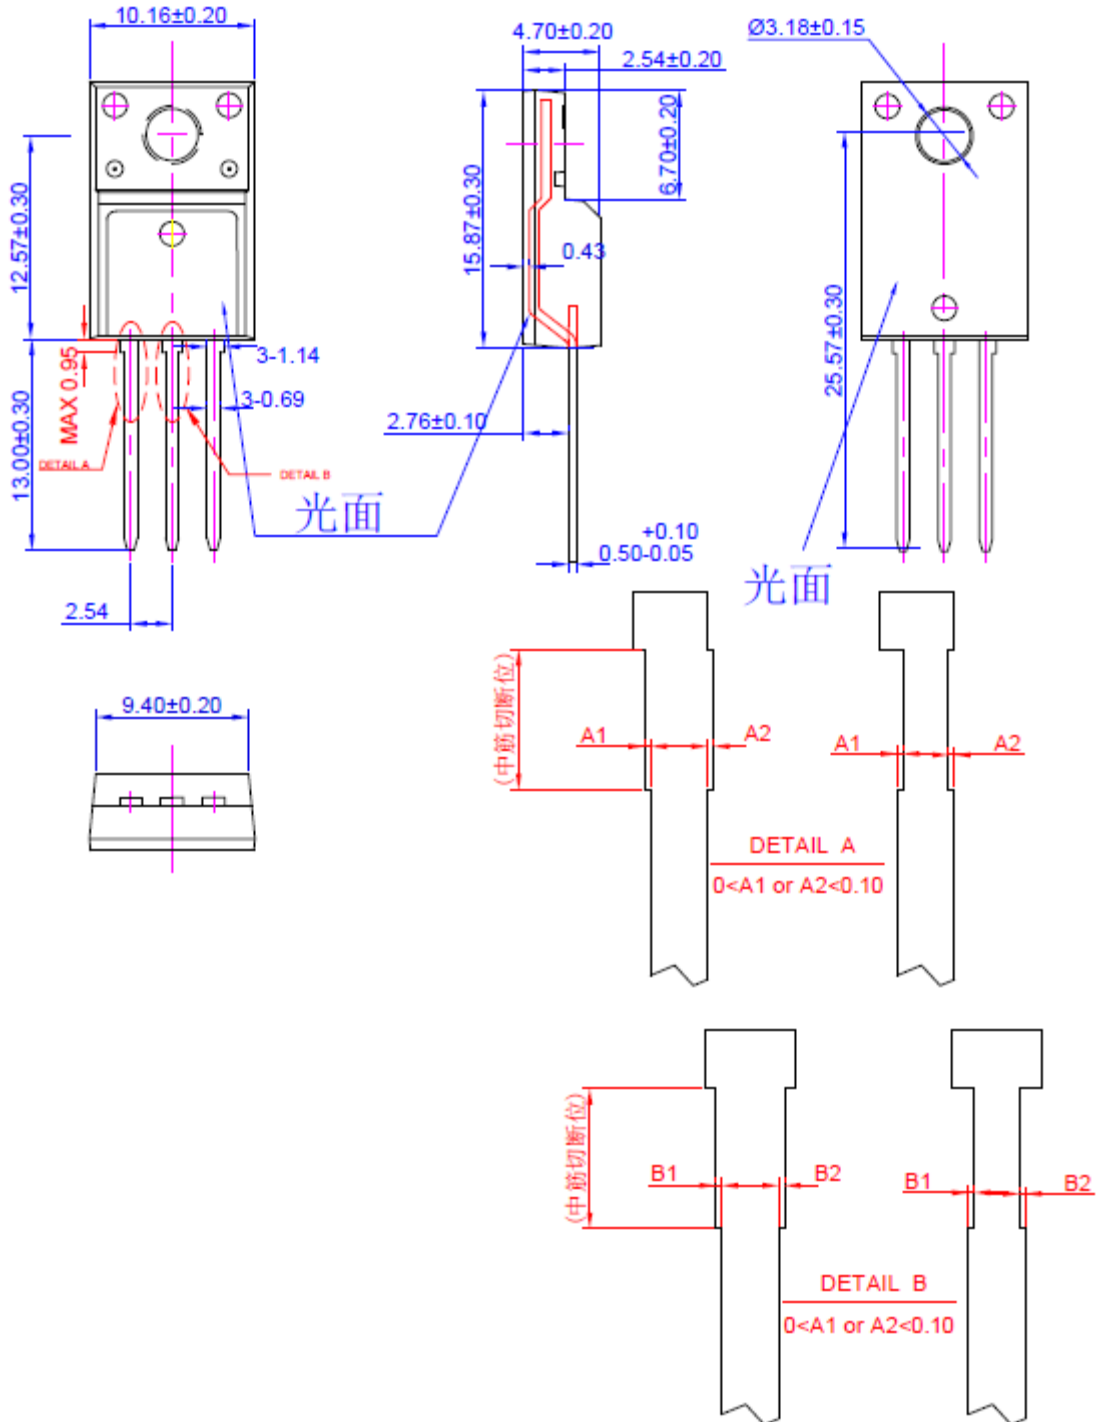 10.16±0.20
4.70±0.20
2.54±0.20
Ø3.18±0.15
12.57±0.30
15.87±0.30
6.70±0.20
0.43
25.57±0.30
MAX 0.95
3-1.14
3-0.69
13.00±0.30
DETAIL A
DETAIL B
2.76±0.10
光面
+0.10
0.50-0.05
光面
2.54
9.40±0.20
(中筋切断位)
A1
A2
A1
A2
DETAIL A
0<A1 or A2<0.10
(中筋切断位)
B1
B2
B1
B2
DETAIL B
0<A1 or A2<0.10